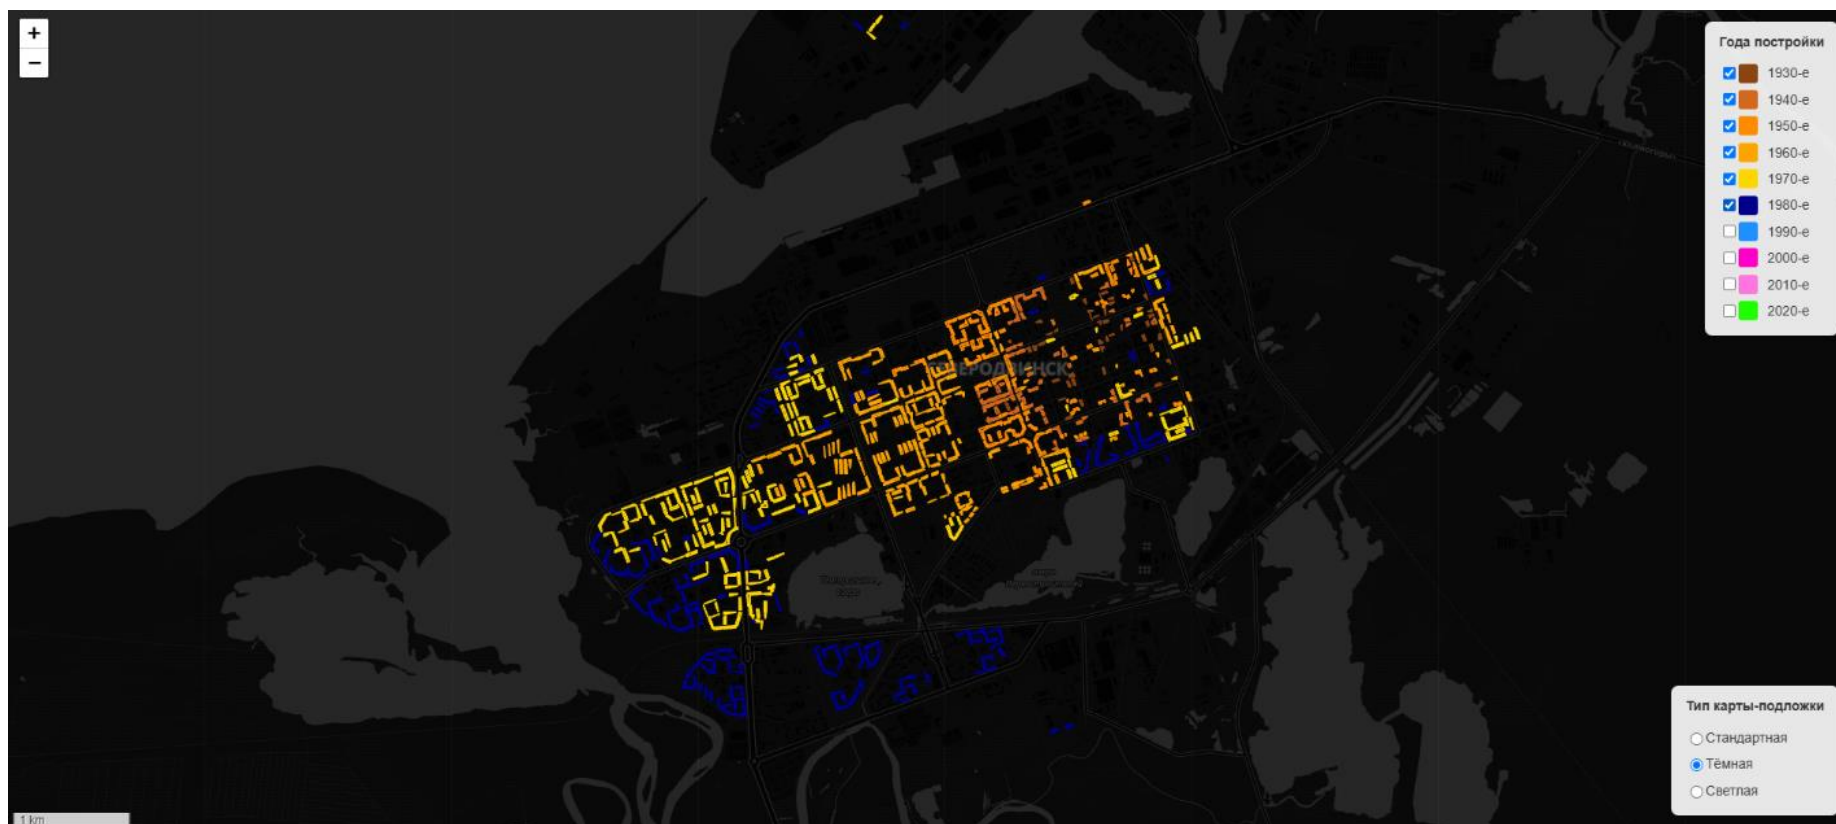 +
−
Года постройки
1930-е
1940-е
1950-е
1960-е
1970-е
1980-е
1990-е
2000-е
2010-е
2020-е
СЕВЕРОДВИНСК
Тип карты-подложки
Стандартная
Тёмная
Светлая
1 km